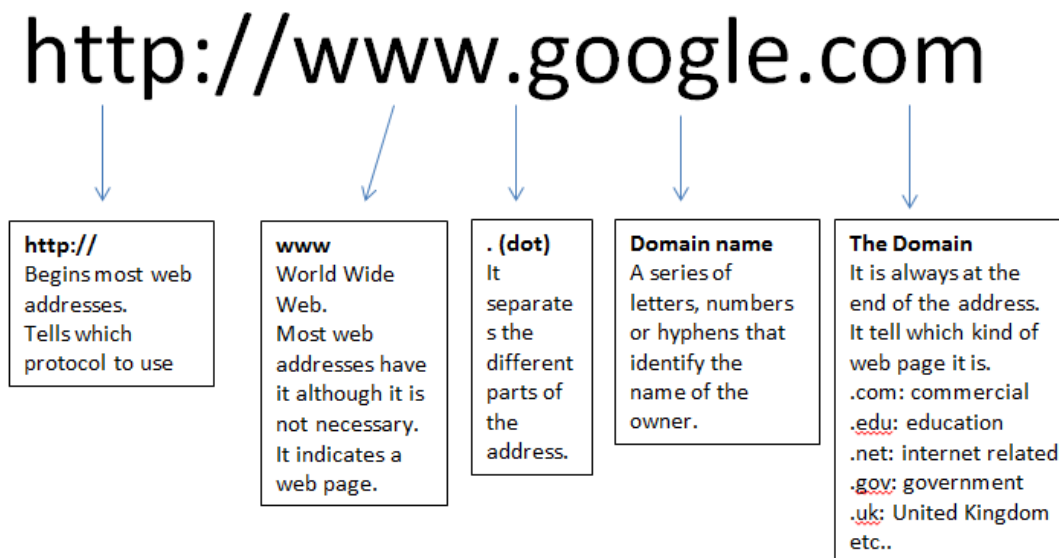 http://www.google.com
http://
Begins most web
addresses.
Tells which
protocol to use
www
World Wide
Web.
Most web
addresses have
it although it is
not necessary.
It indicates a
web page.
. (dot)
It
separate
s the
different
parts of
the
address.
Domain name
A series of
letters, numbers
or hyphens that
identify the
name of the
owner.
The Domain
It is always at the
end of the address.
It tell which kind of
web page it is.
.com: commercial
.edu: education
.net: internet related
.gov: government
.uk: United Kingdom
etc..